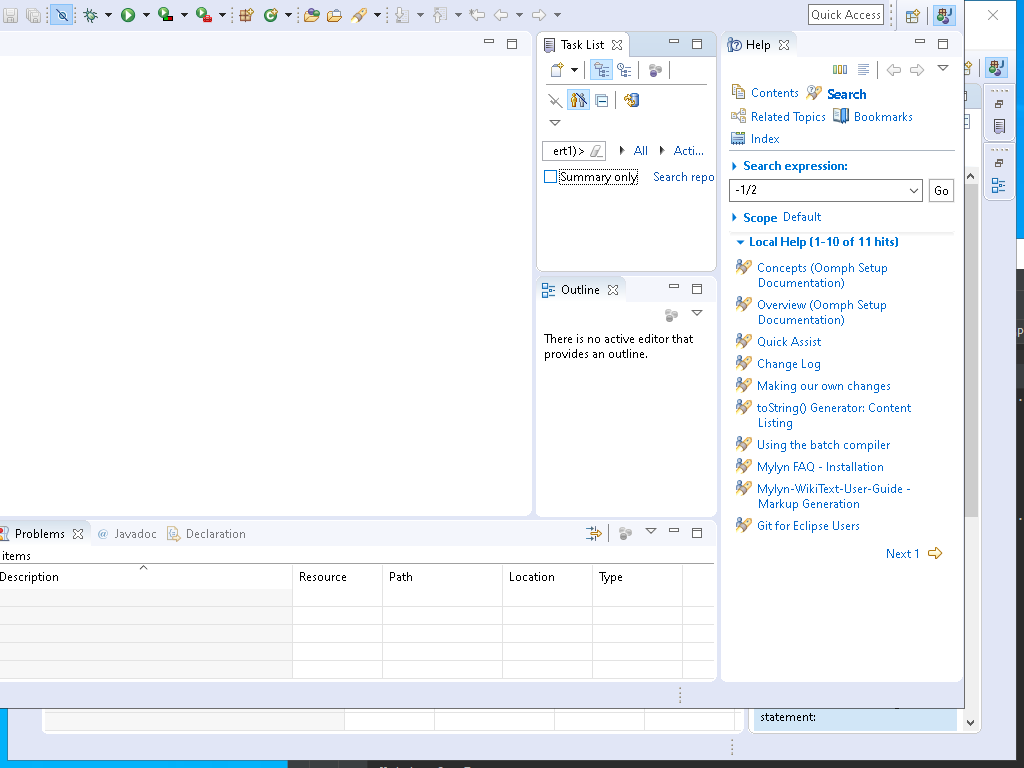 Quick Access
Task List
ert1)>
All
Acti...
Summary only
Search repo
Outline
There is no active editor that
provides an outline.
Help
Contents
Search
Related Topics
Bookmarks
Index
Search expression:
-1/2
Go
Scope Default
Local Help (1-10 of 11 hits)
Concepts (Oomph Setup
Documentation)
Overview (Oomph Setup
Documentation)
Quick Assist
Change Log
Making our own changes
toString() Generator: Content
Listing
Using the batch compiler
Mylyn FAQ - Installation
Mylyn-WikiText-User-Guide -
Markup Generation
Git for Eclipse Users
Next 1
Problems
@ Javadoc
Declaration
items
Description
Resource
Path
Location
Type
statement: